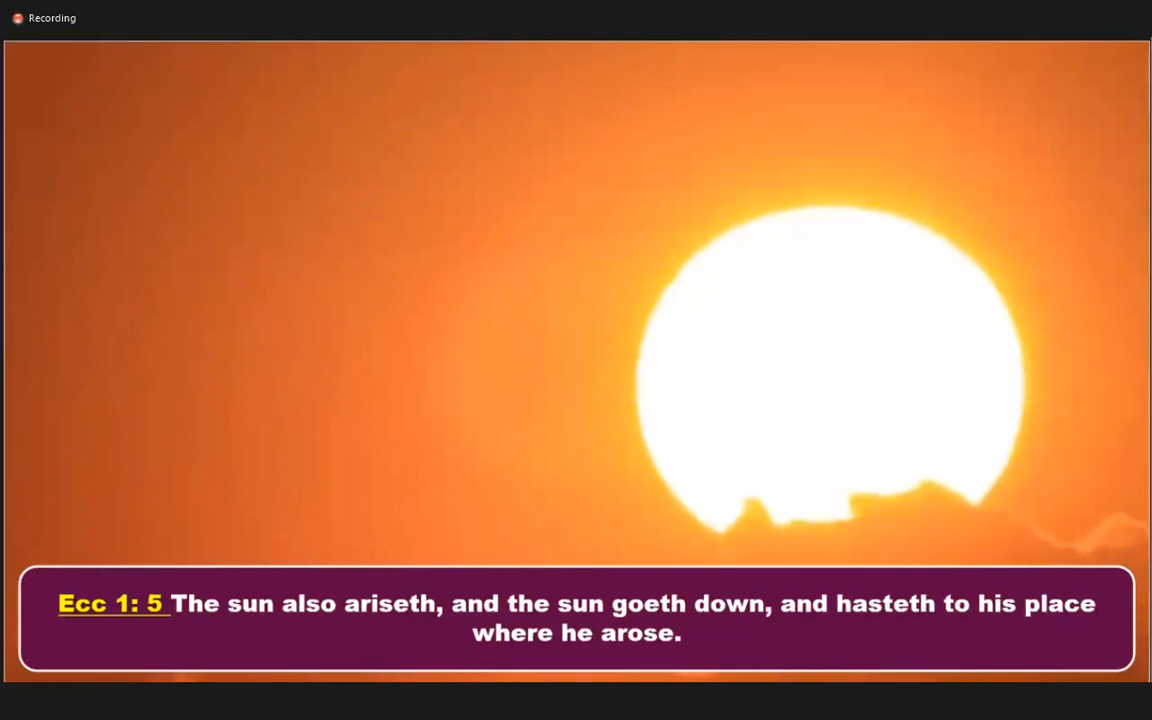 Recording
Ecc 1: 5 The sun also ariseth, and the sun goeth down, and hasteth to his place
where he arose.